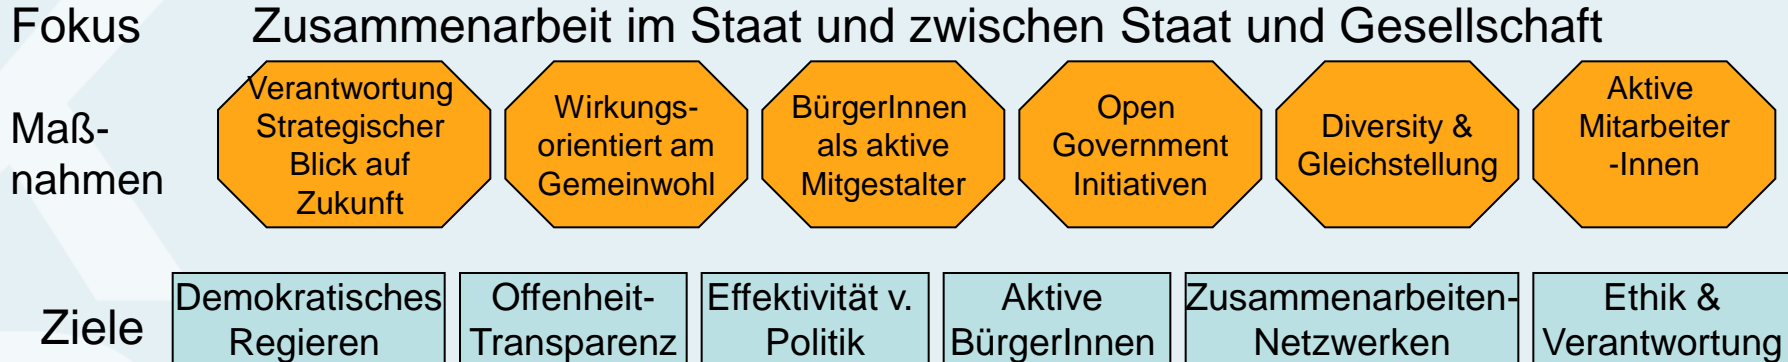 Fokus
Zusammenarbeit im Staat und zwischen Staat und Gesellschaft
Maß-
nahmen
Verantwortung
Strategischer
Blick auf
Zukunft
Wirkungs-
orientiert am
Gemeinwohl
BürgerInnen
als aktive
Mitgestalter
Open
Government
Initiativen
Diversity &
Gleichstellung
Aktive
Mitarbeiter
-Innen
Ziele
Demokratisches
Regieren
Offenheit-
Transparenz
Effektivität v.
Politik
Aktive
BürgerInnen
Zusammenarbeiten-
Netzwerken
Ethik &
Verantwortung